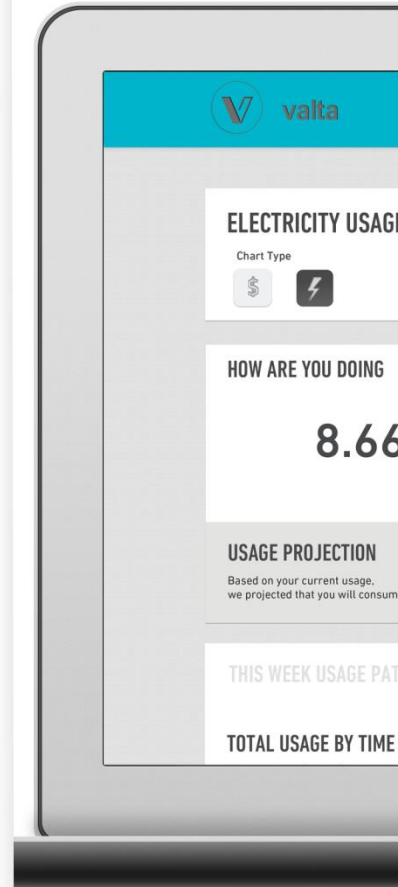 V valta
ELECTRICITY USAGE
Chart Type
$
HOW ARE YOU DOING
8.66
USAGE PROJECTION
Based on your current usage,
we projected that you will consum
THIS WEEK USAGE PAT
TOTAL USAGE BY TIME